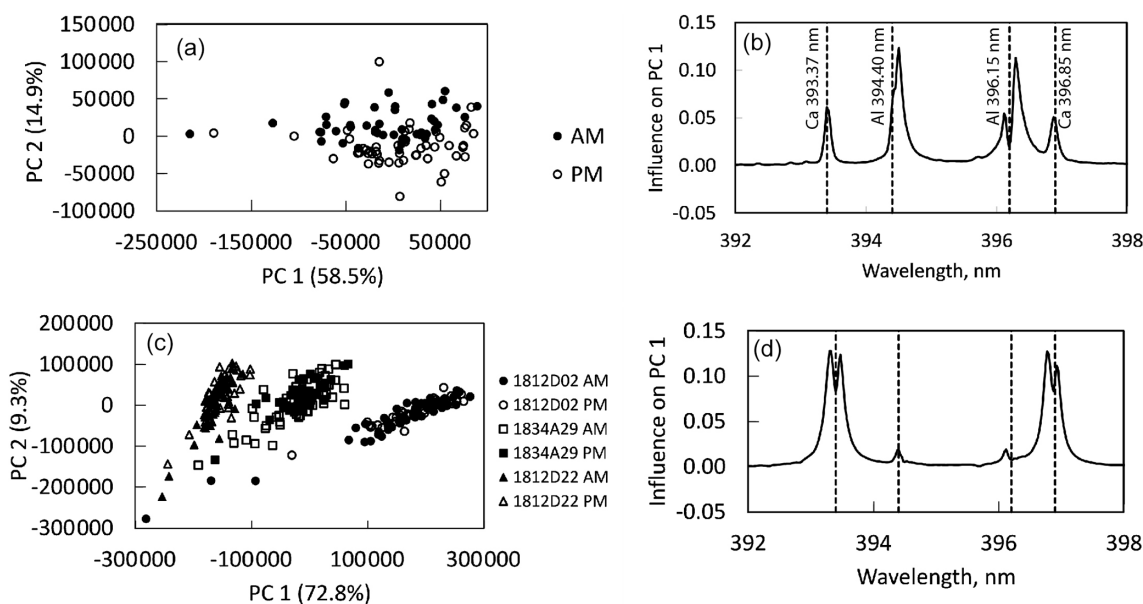 (a)
PC 2 (14.9%)
150000
100000
50000
0
-50000
-100000
-250000 -150000 -50000 50000
PC 1 (58.5%)
AM
PM
(b)
Influence on PC 1
0.15
0.10
0.05
0.00
-0.05
Ca 393.37 nm
Al 394.40 nm
Al 396.15 nm
Ca 396.85 nm
392 394 396 398
Wavelength, nm
(c)
PC 2 (9.3%)
200000
100000
0
-100000
-200000
-300000
-300000 -100000 100000 300000
PC 1 (72.8%)
1812D02 AM
1812D02 PM
1834A29 AM
1834A29 PM
1812D22 AM
1812D22 PM
(d)
Influence on PC 1
0.15
0.10
0.05
0.00
-0.05
392 394 396 398
Wavelength, nm